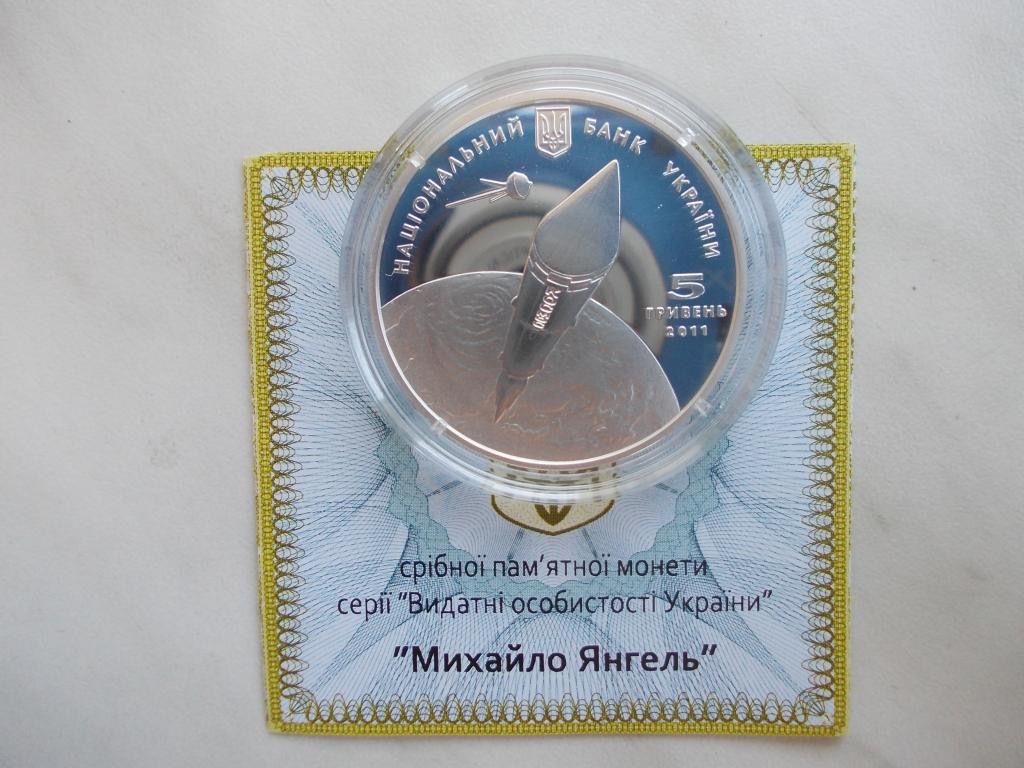 НАЦІОНАЛЬНИЙ БАНК УКРАЇНИ
5
ГРИВЕНЬ
2011
срібної пам'ятної монети
серії "Видатні особистості України"
"Михайло Янгель"